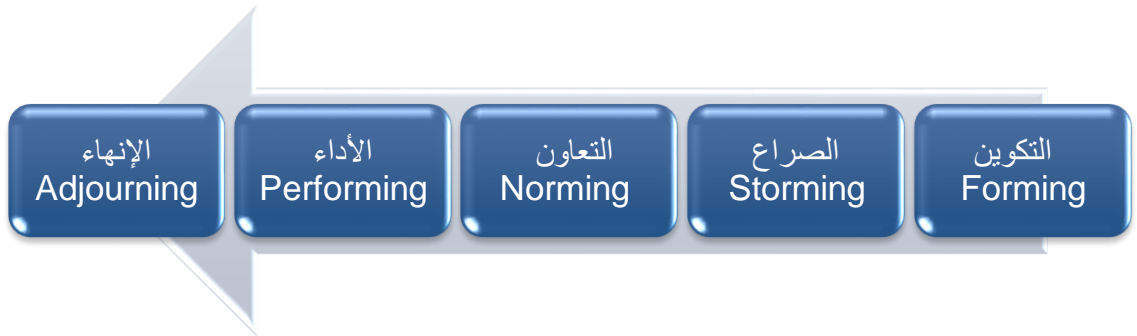 التكوين
Forming
الصراع
Storming
التعاون
Norming
الأداء
Performing
الإنهاء
Adjourning